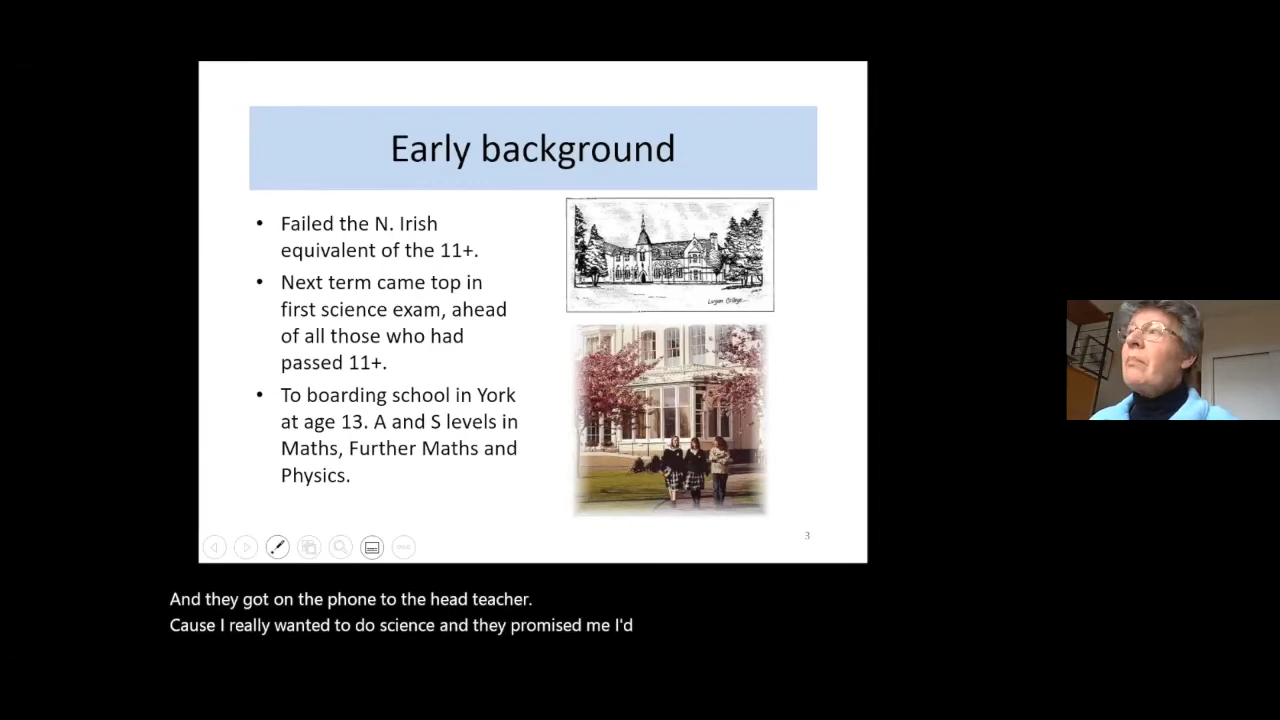 Early background
• Failed the N. Irish
equivalent of the 11+.
• Next term came top in
first science exam, ahead
of all those who had
passed 11+.
• To boarding school in York
at age 13. A and S levels in
Maths, Further Maths and
Physics.
Lurgan College
3
And they got on the phone to the head teacher.
Cause I really wanted to do science and they promised me I'd